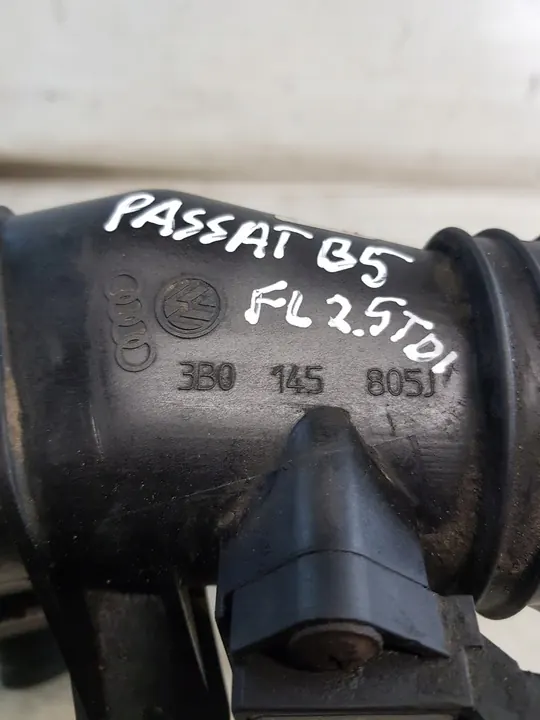 PASSAT B5
FL 2.5TDI
3B0 145 805J